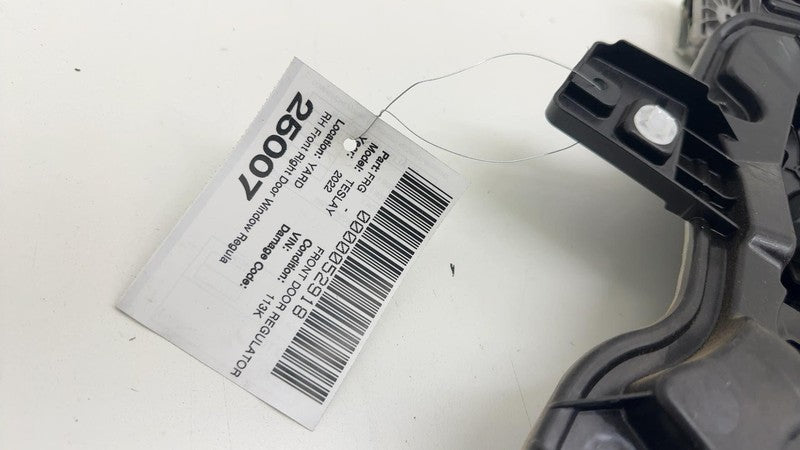 0000052918
Part: FRG FRONT DOOR REGULATOR
Model: TESLAY
Year: 2022 Condition: 113K
VIN:
Location: YARD Damage Code:
RH Front Right Door Window Regula
25007